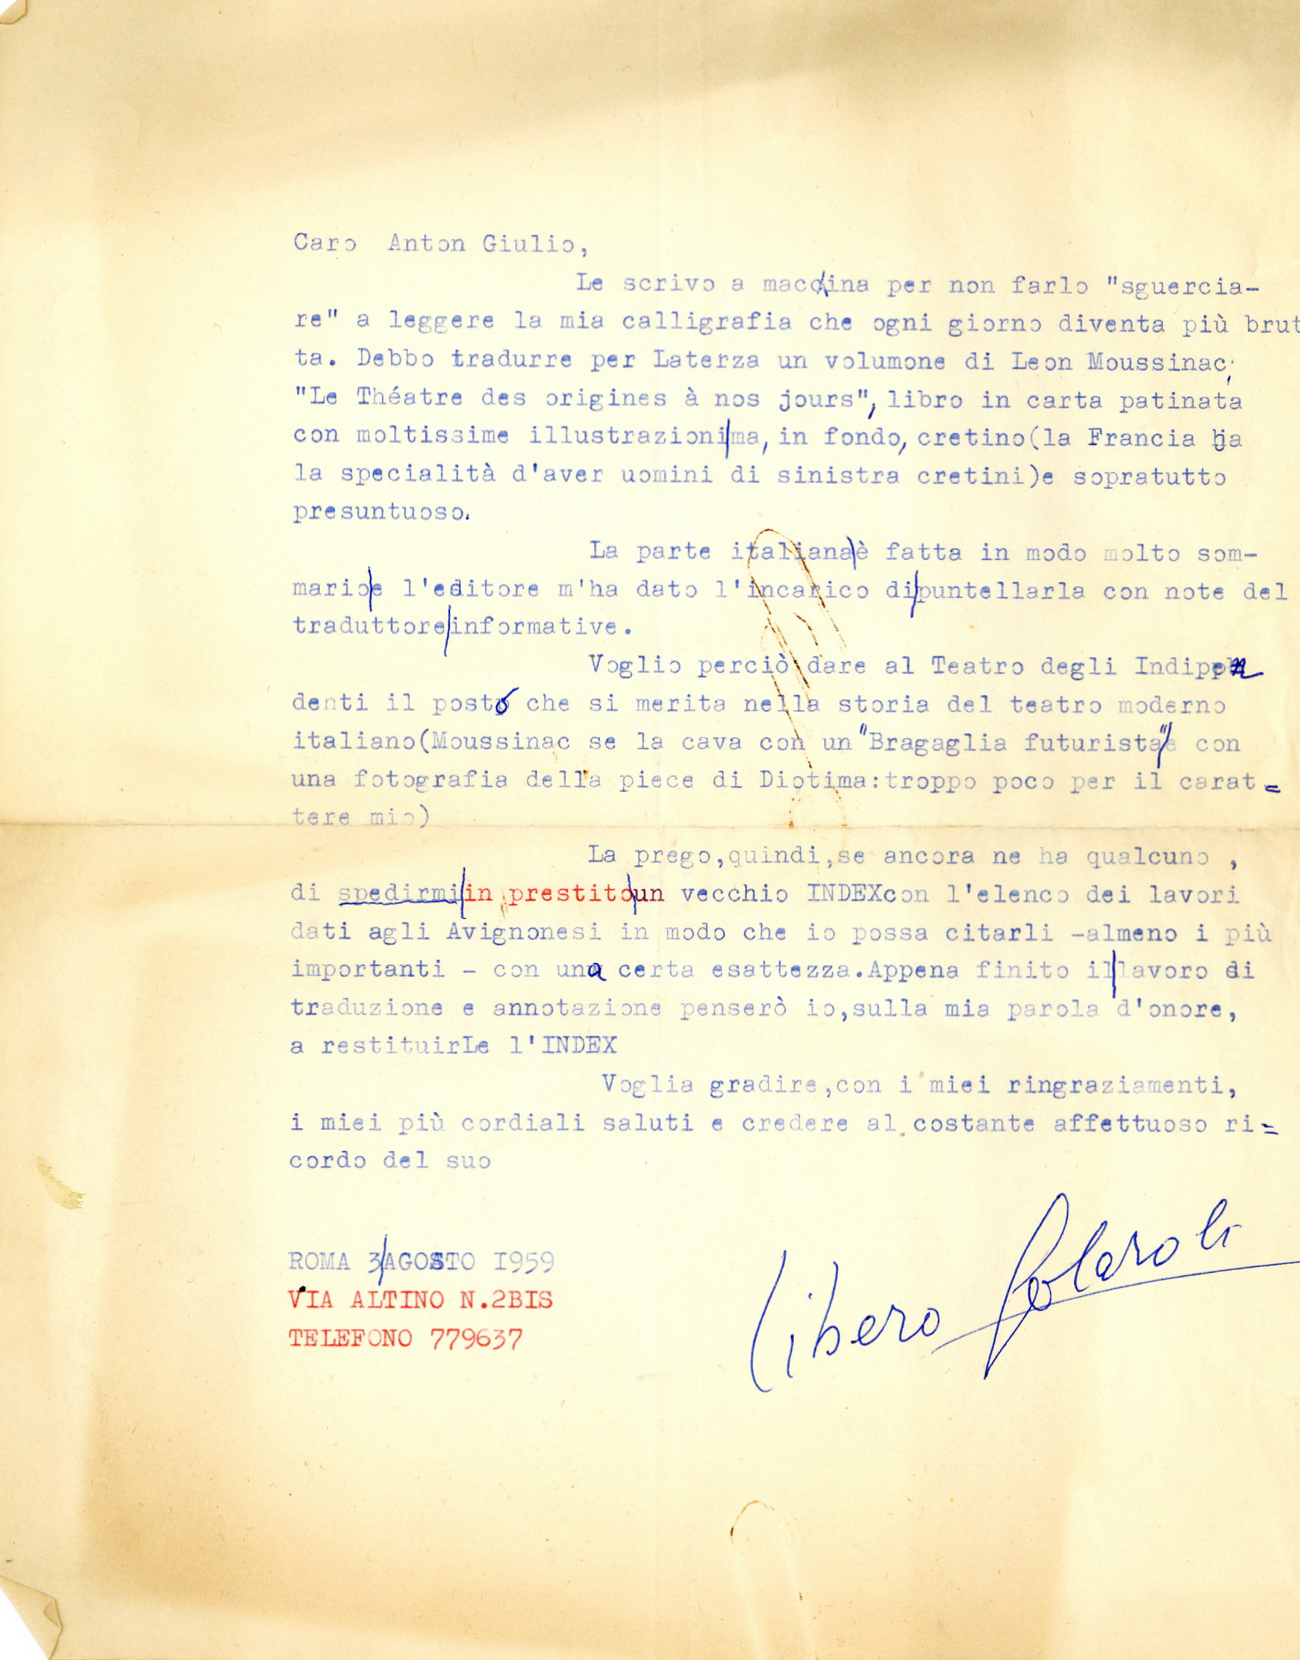 Caro Anton Giulio,
Le scrivo a macchina per non farlo "sguercia-
re" a leggere la mia calligrafia che ogni giorno diventa più brut
ta. Debbo tradurre per Laterza un volumone di Leon Moussinac,
"Le Théatre des origines à nos jours", libro in carta patinata
con moltissime illustrazioni ma, in fondo, cretino(la Francia ha
la specialità d'aver uomini di sinistra cretini)e sopratutto
presuntuoso.
La parte italiana è fatta in modo molto som-
mario e l'editore m'ha dato l'incarico di puntellarla con note del
traduttore informative.
Voglio perciò dare al Teatro degli Indipen
denti il posto che si merita nella storia del teatro moderno
italiano(Moussinac se la cava con un "Bragaglia futurista" e con
una fotografia della piece di Diotima:troppo poco per il carat=
tere mio)
La prego,quindi,se ancora ne ha qualcuno ,
di spedirmi in prestito un vecchio INDEXcon l'elenco dei lavori
dati agli Avignonesi in modo che io possa citarli -almeno i più
importanti - con una certa esattezza.Appena finito il lavoro di
traduzione e annotazione penserò io,sulla mia parola d'onore,
a restituirLe l'INDEX
Voglia gradire,con i miei ringraziamenti,
i miei più cordiali saluti e credere al costante affettuoso ri=
cordo del suo
ROMA 3 AGOSTO 1959
VIA ALTINO N.2BIS
TELEFONO 779637
Libero Solaroli